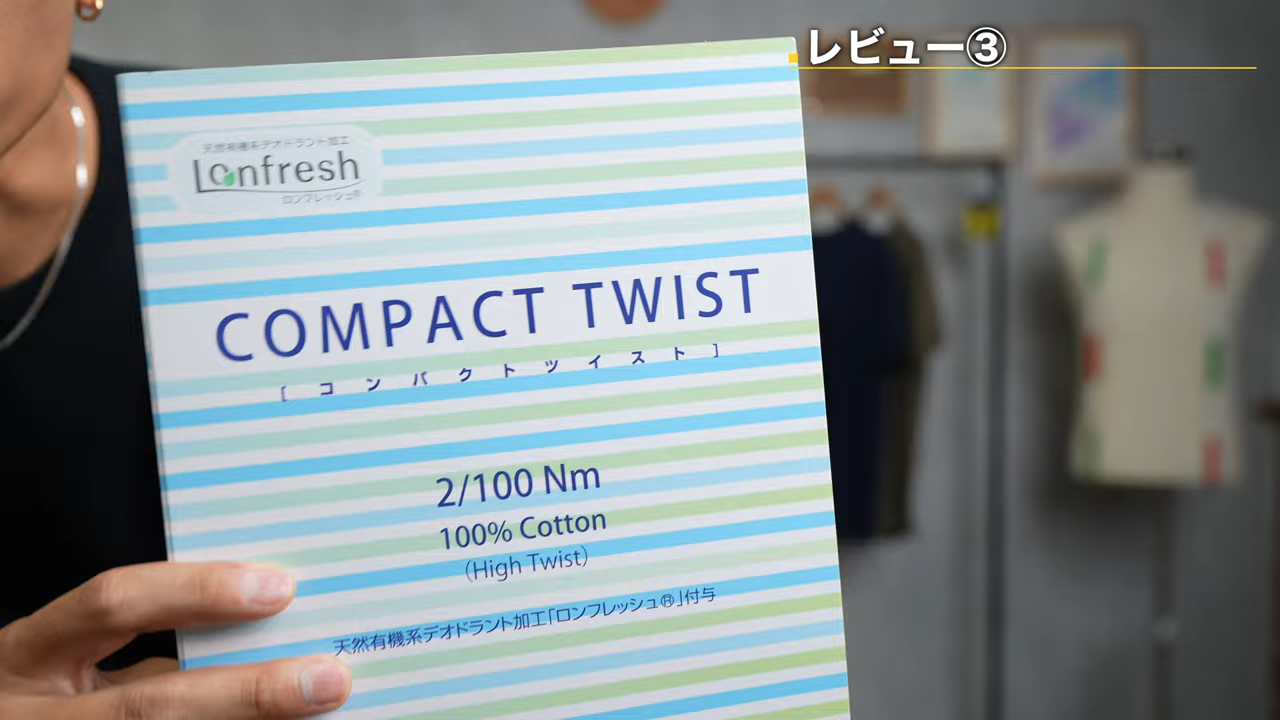 レビュー③
天然有機系デオドラント加工
Lonfresh
ロンフレッシュ®
COMPACT TWIST
[コンパクトツイスト]
2/100 Nm
100% Cotton
(High Twist)
天然有機系デオドラント加工「ロンフレッシュ®」付与